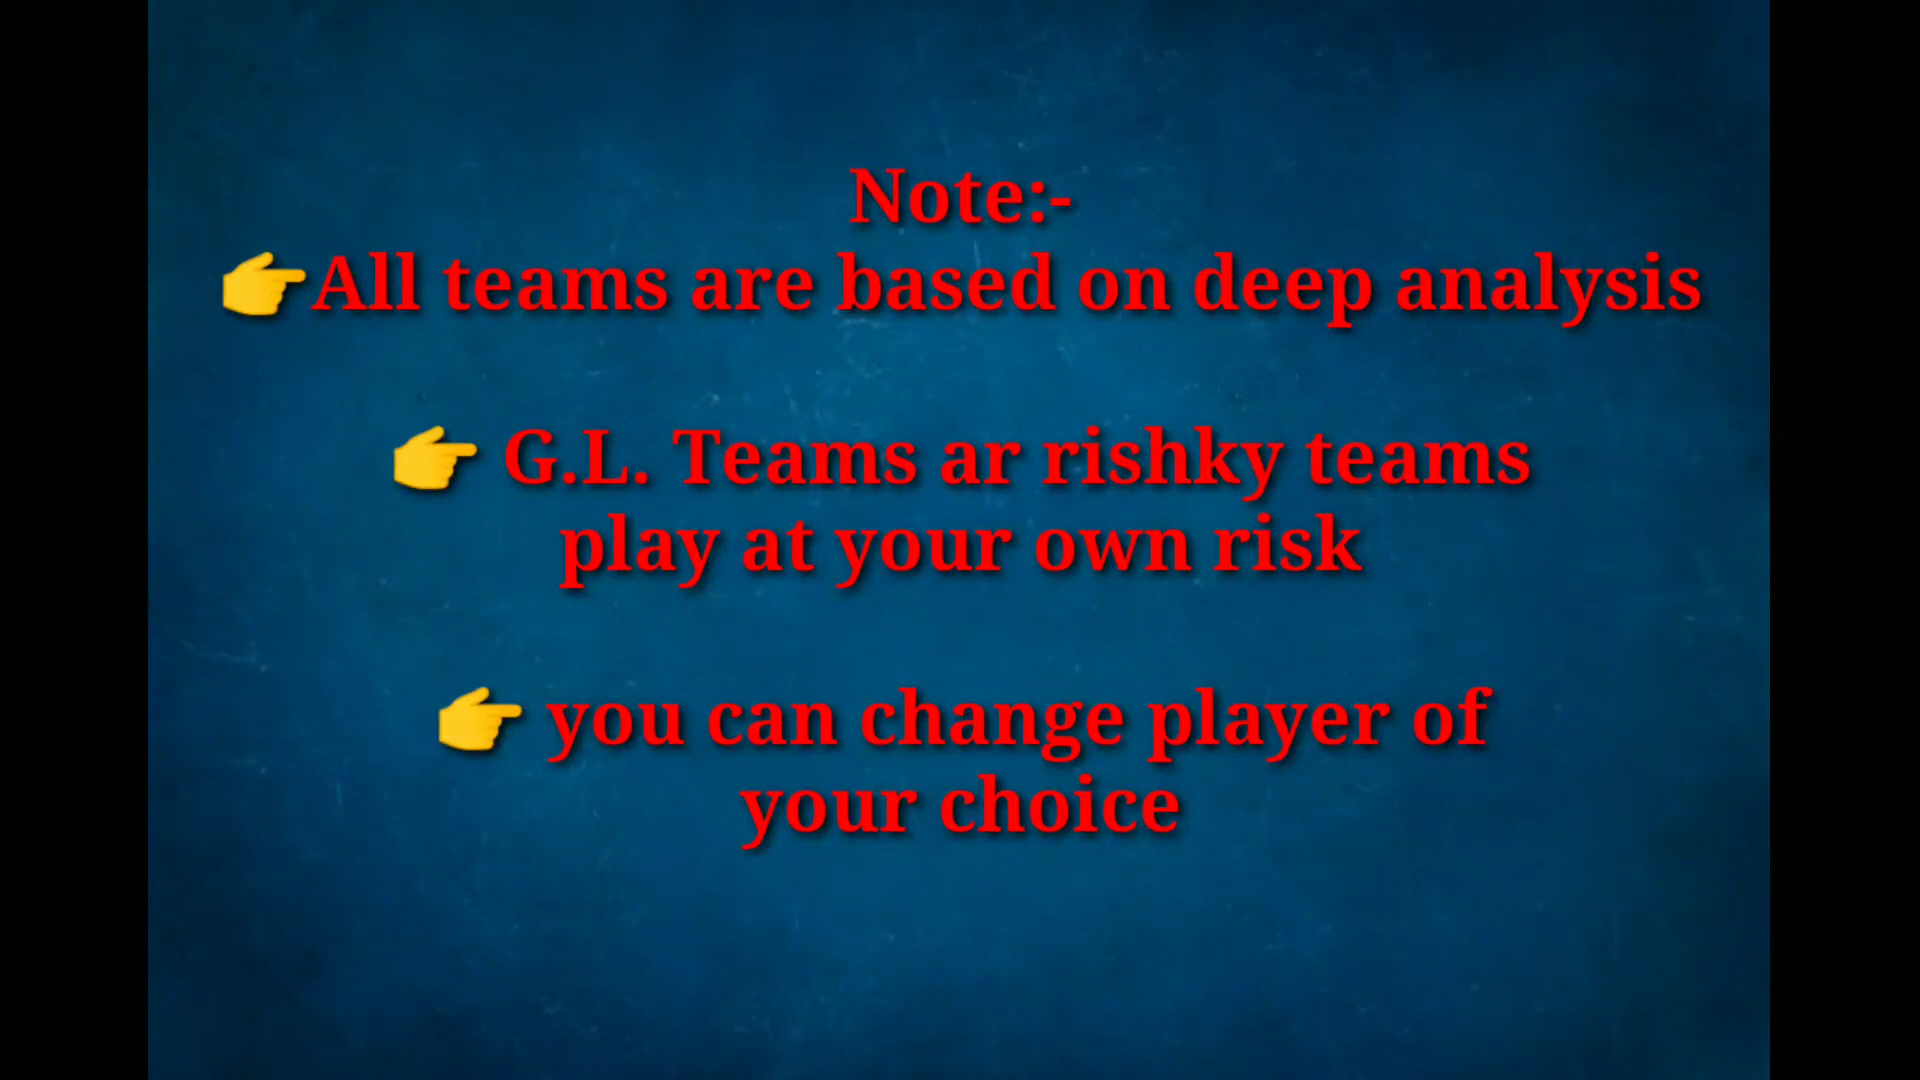 Note:-
👉All teams are based on deep analysis
👉 G.L. Teams ar rishky teams
play at your own risk
👉 you can change player of
your choice